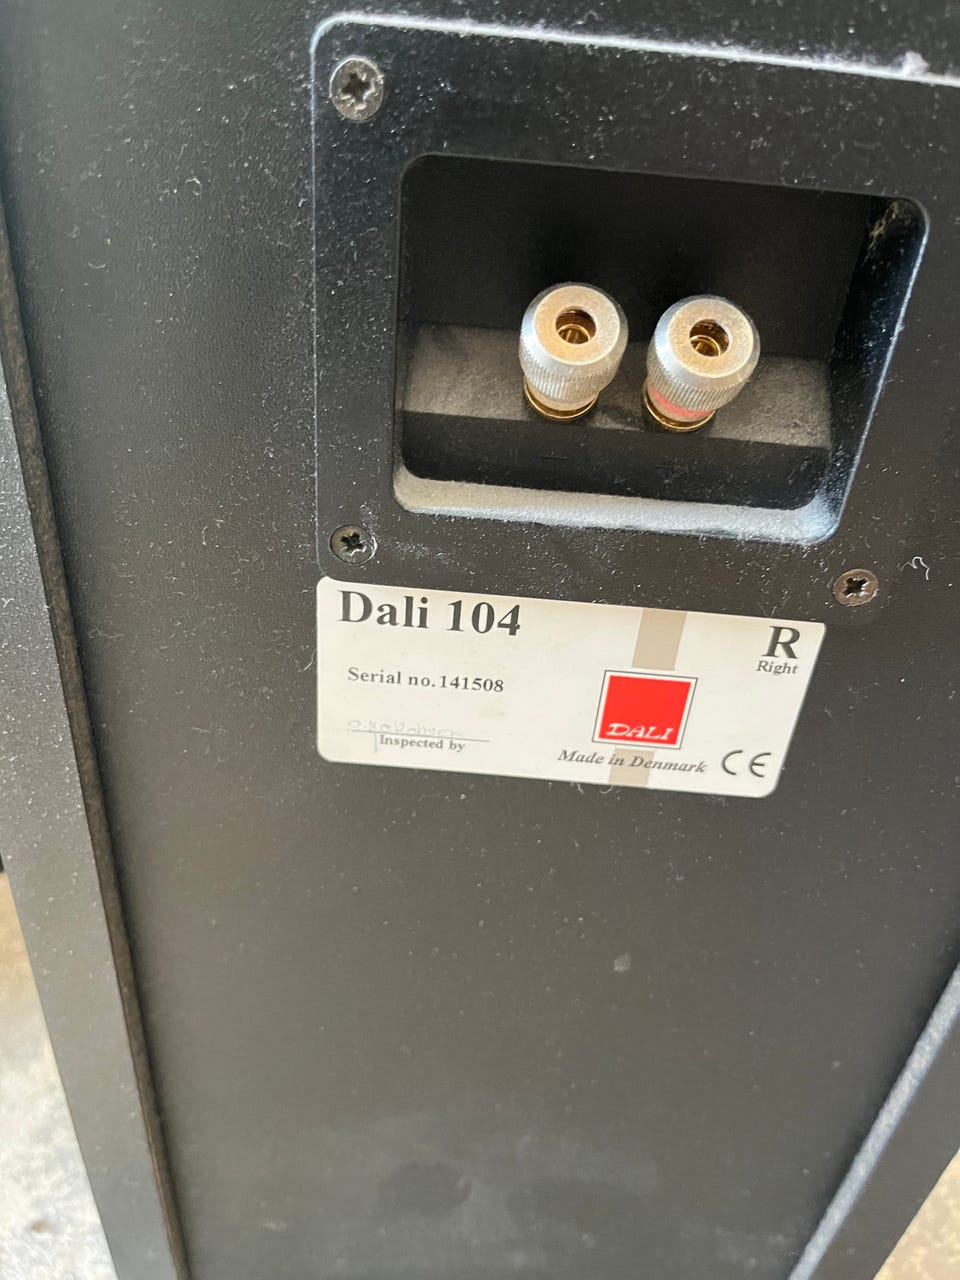 Dali 104
R
Right
Serial no. 141508
DALI
Inspected by
Made in Denmark
CE